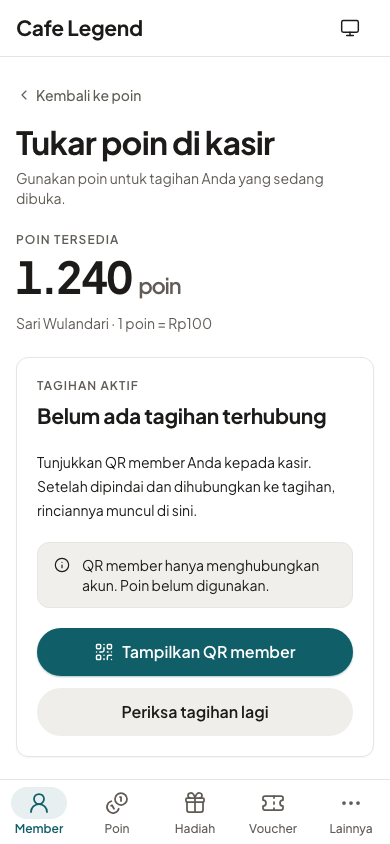 Cafe Legend
Kembali ke poin
Tukar poin di kasir
Gunakan poin untuk tagihan Anda yang sedang
dibuka.
POIN TERSEDIA
1.240 poin
Sari Wulandari · 1 poin = Rp100
TAGIHAN AKTIF
Belum ada tagihan terhubung
Tunjukkan QR member Anda kepada kasir.
Setelah dipindai dan dihubungkan ke tagihan,
rinciannya muncul di sini.
QR member hanya menghubungkan
akun. Poin belum digunakan.
Tampilkan QR member
Periksa tagihan lagi
Member Poin Hadiah Voucher Lainnya